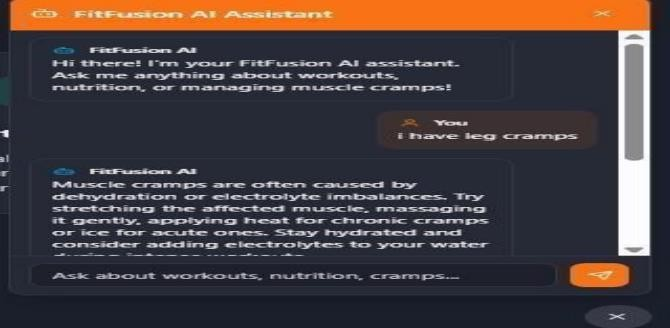 FitFusion AI Assistant
FitFusion AI
Hi there! I'm your FitFusion AI assistant.
Ask me anything about workouts,
nutrition, or managing muscle cramps!
You
i have leg cramps
FitFusion AI
Muscle cramps are often caused by
dehydration or electrolyte imbalances. Try
stretching the affected muscle, massaging
it gently, applying heat for chronic cramps
or ice for acute ones. Stay hydrated and
consider adding electrolytes to your water
Ask about workouts, nutrition, cramps...